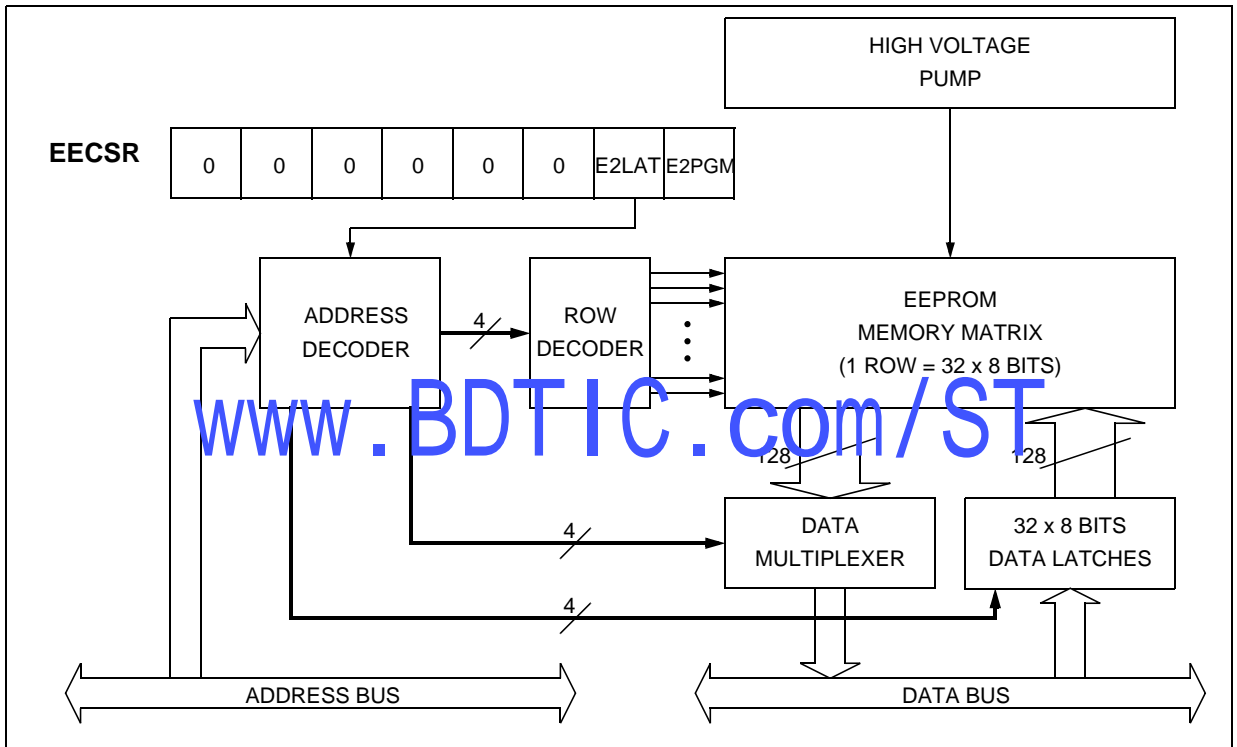 HIGH VOLTAGE
PUMP
EECSR
0 0 0 0 0 0 E2LAT E2PGM
ADDRESS
DECODER
4
ROW
DECODER
EEPROM
MEMORY MATRIX
(1 ROW = 32 x 8 BITS)
www.BDTIC.com/ST
128
128
4
DATA
MULTIPLEXER
32 x 8 BITS
DATA LATCHES
4
ADDRESS BUS
DATA BUS